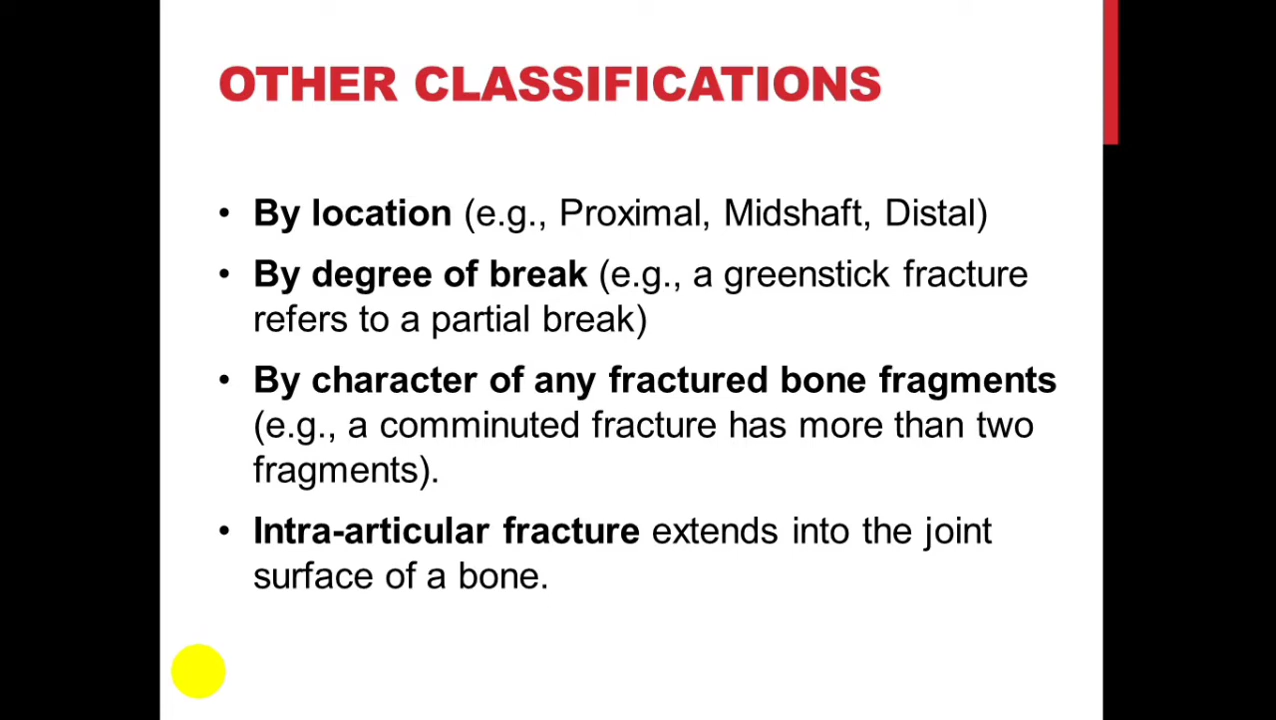 OTHER CLASSIFICATIONS
• By location (e.g., Proximal, Midshaft, Distal)
• By degree of break (e.g., a greenstick fracture
refers to a partial break)
• By character of any fractured bone fragments
(e.g., a comminuted fracture has more than two
fragments).
• Intra-articular fracture extends into the joint
surface of a bone.